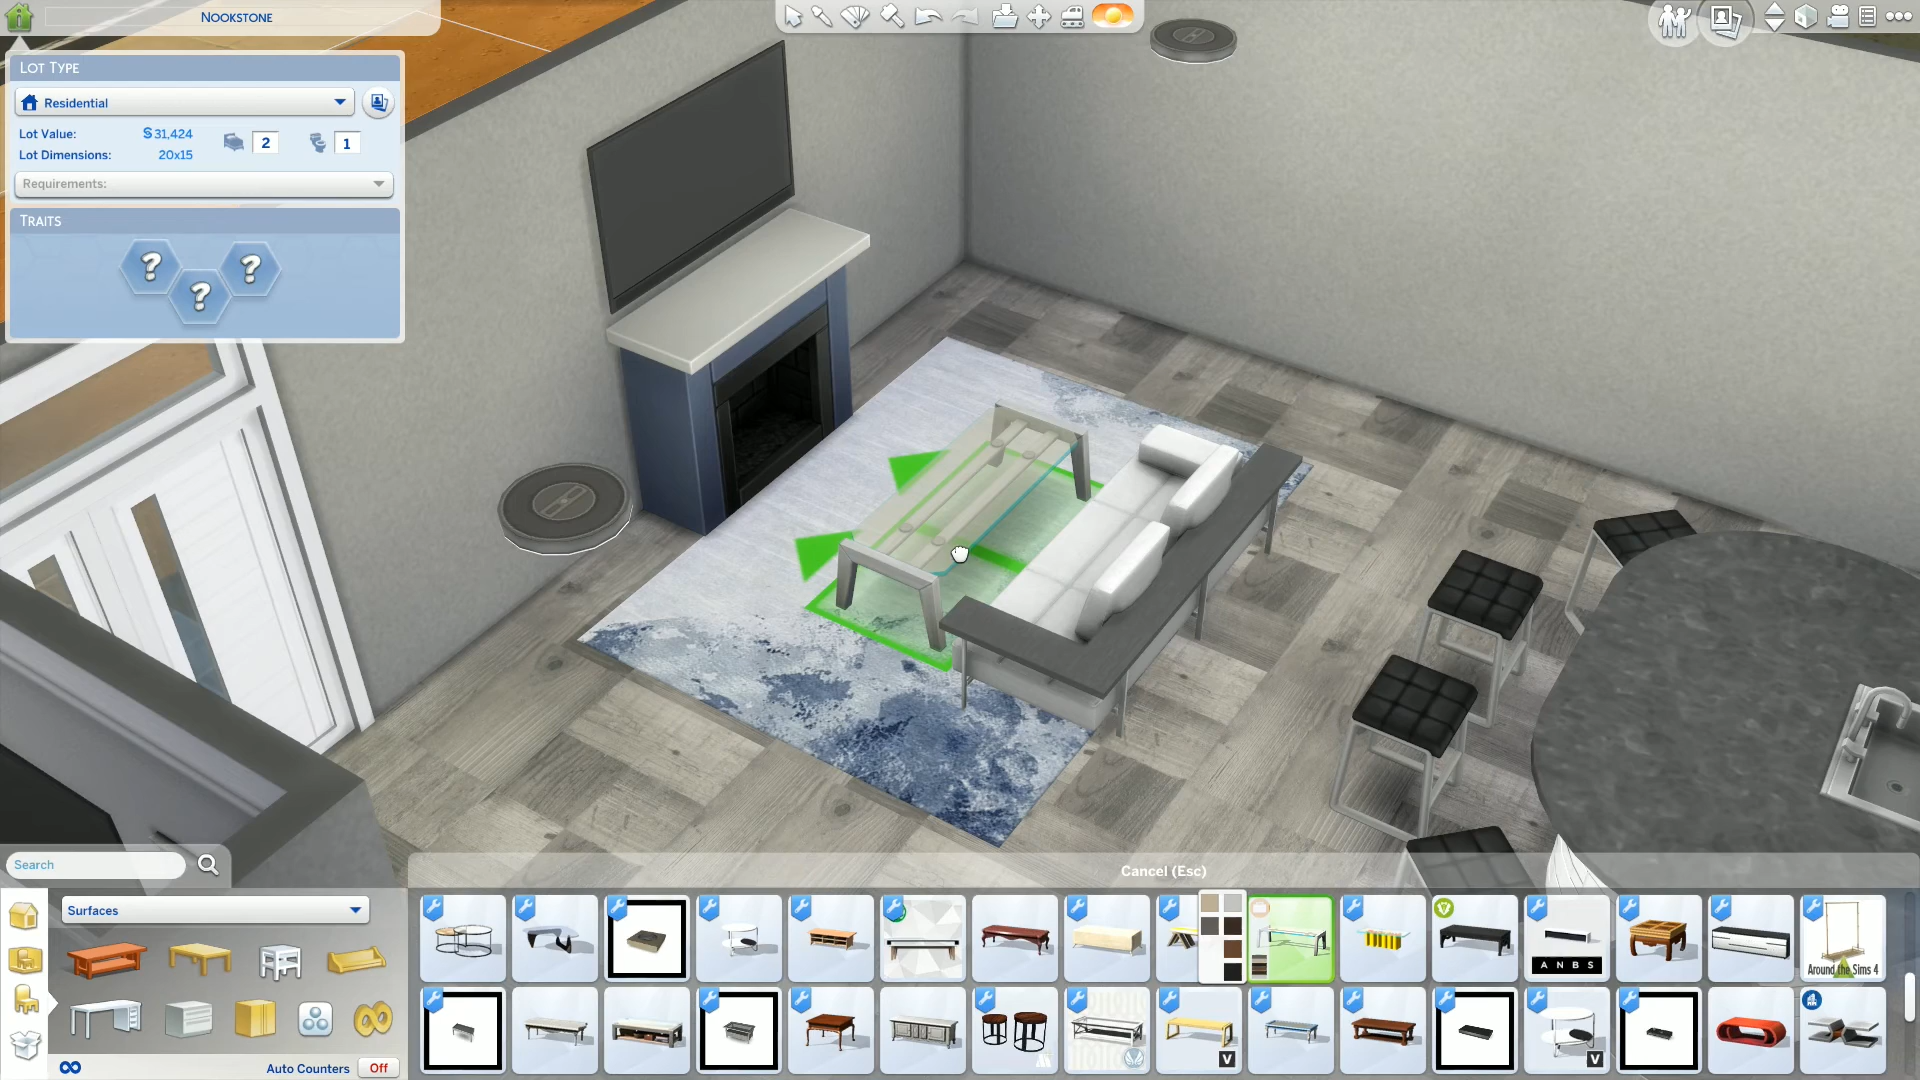 NOOKSTONE
LOT TYPE
Residential
Lot Value: §31,424 2 1
Lot Dimensions: 20x15
Requirements:
TRAITS
? ? ?
Cancel (Esc)
Search
Surfaces
ANBS
Around the Sims 4
V V
Auto Counters Off